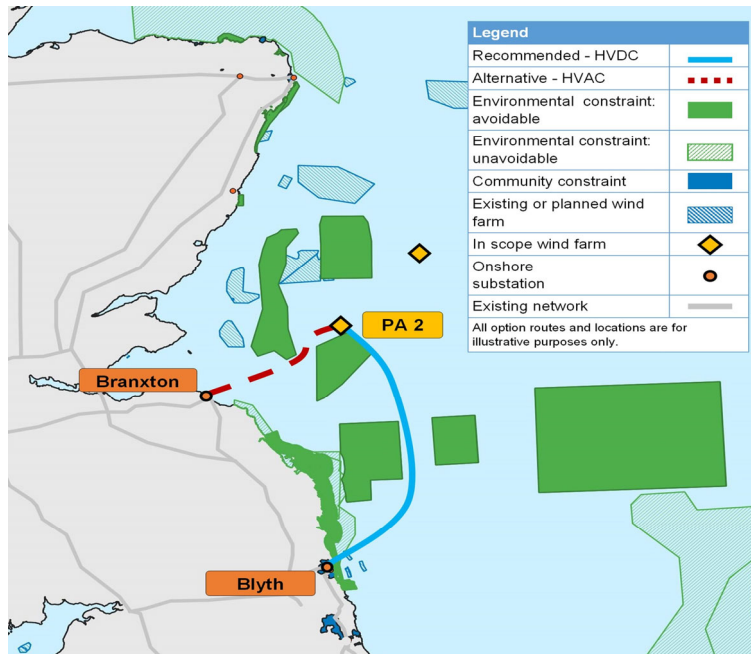 Legend
Recommended - HVDC
Alternative - HVAC
Environmental constraint:
avoidable
Environmental constraint:
unavoidable
Community constraint
Existing or planned wind
farm
In scope wind farm
Onshore
substation
Existing network
All option routes and locations are for
illustrative purposes only.
PA 2
Branxton
Blyth